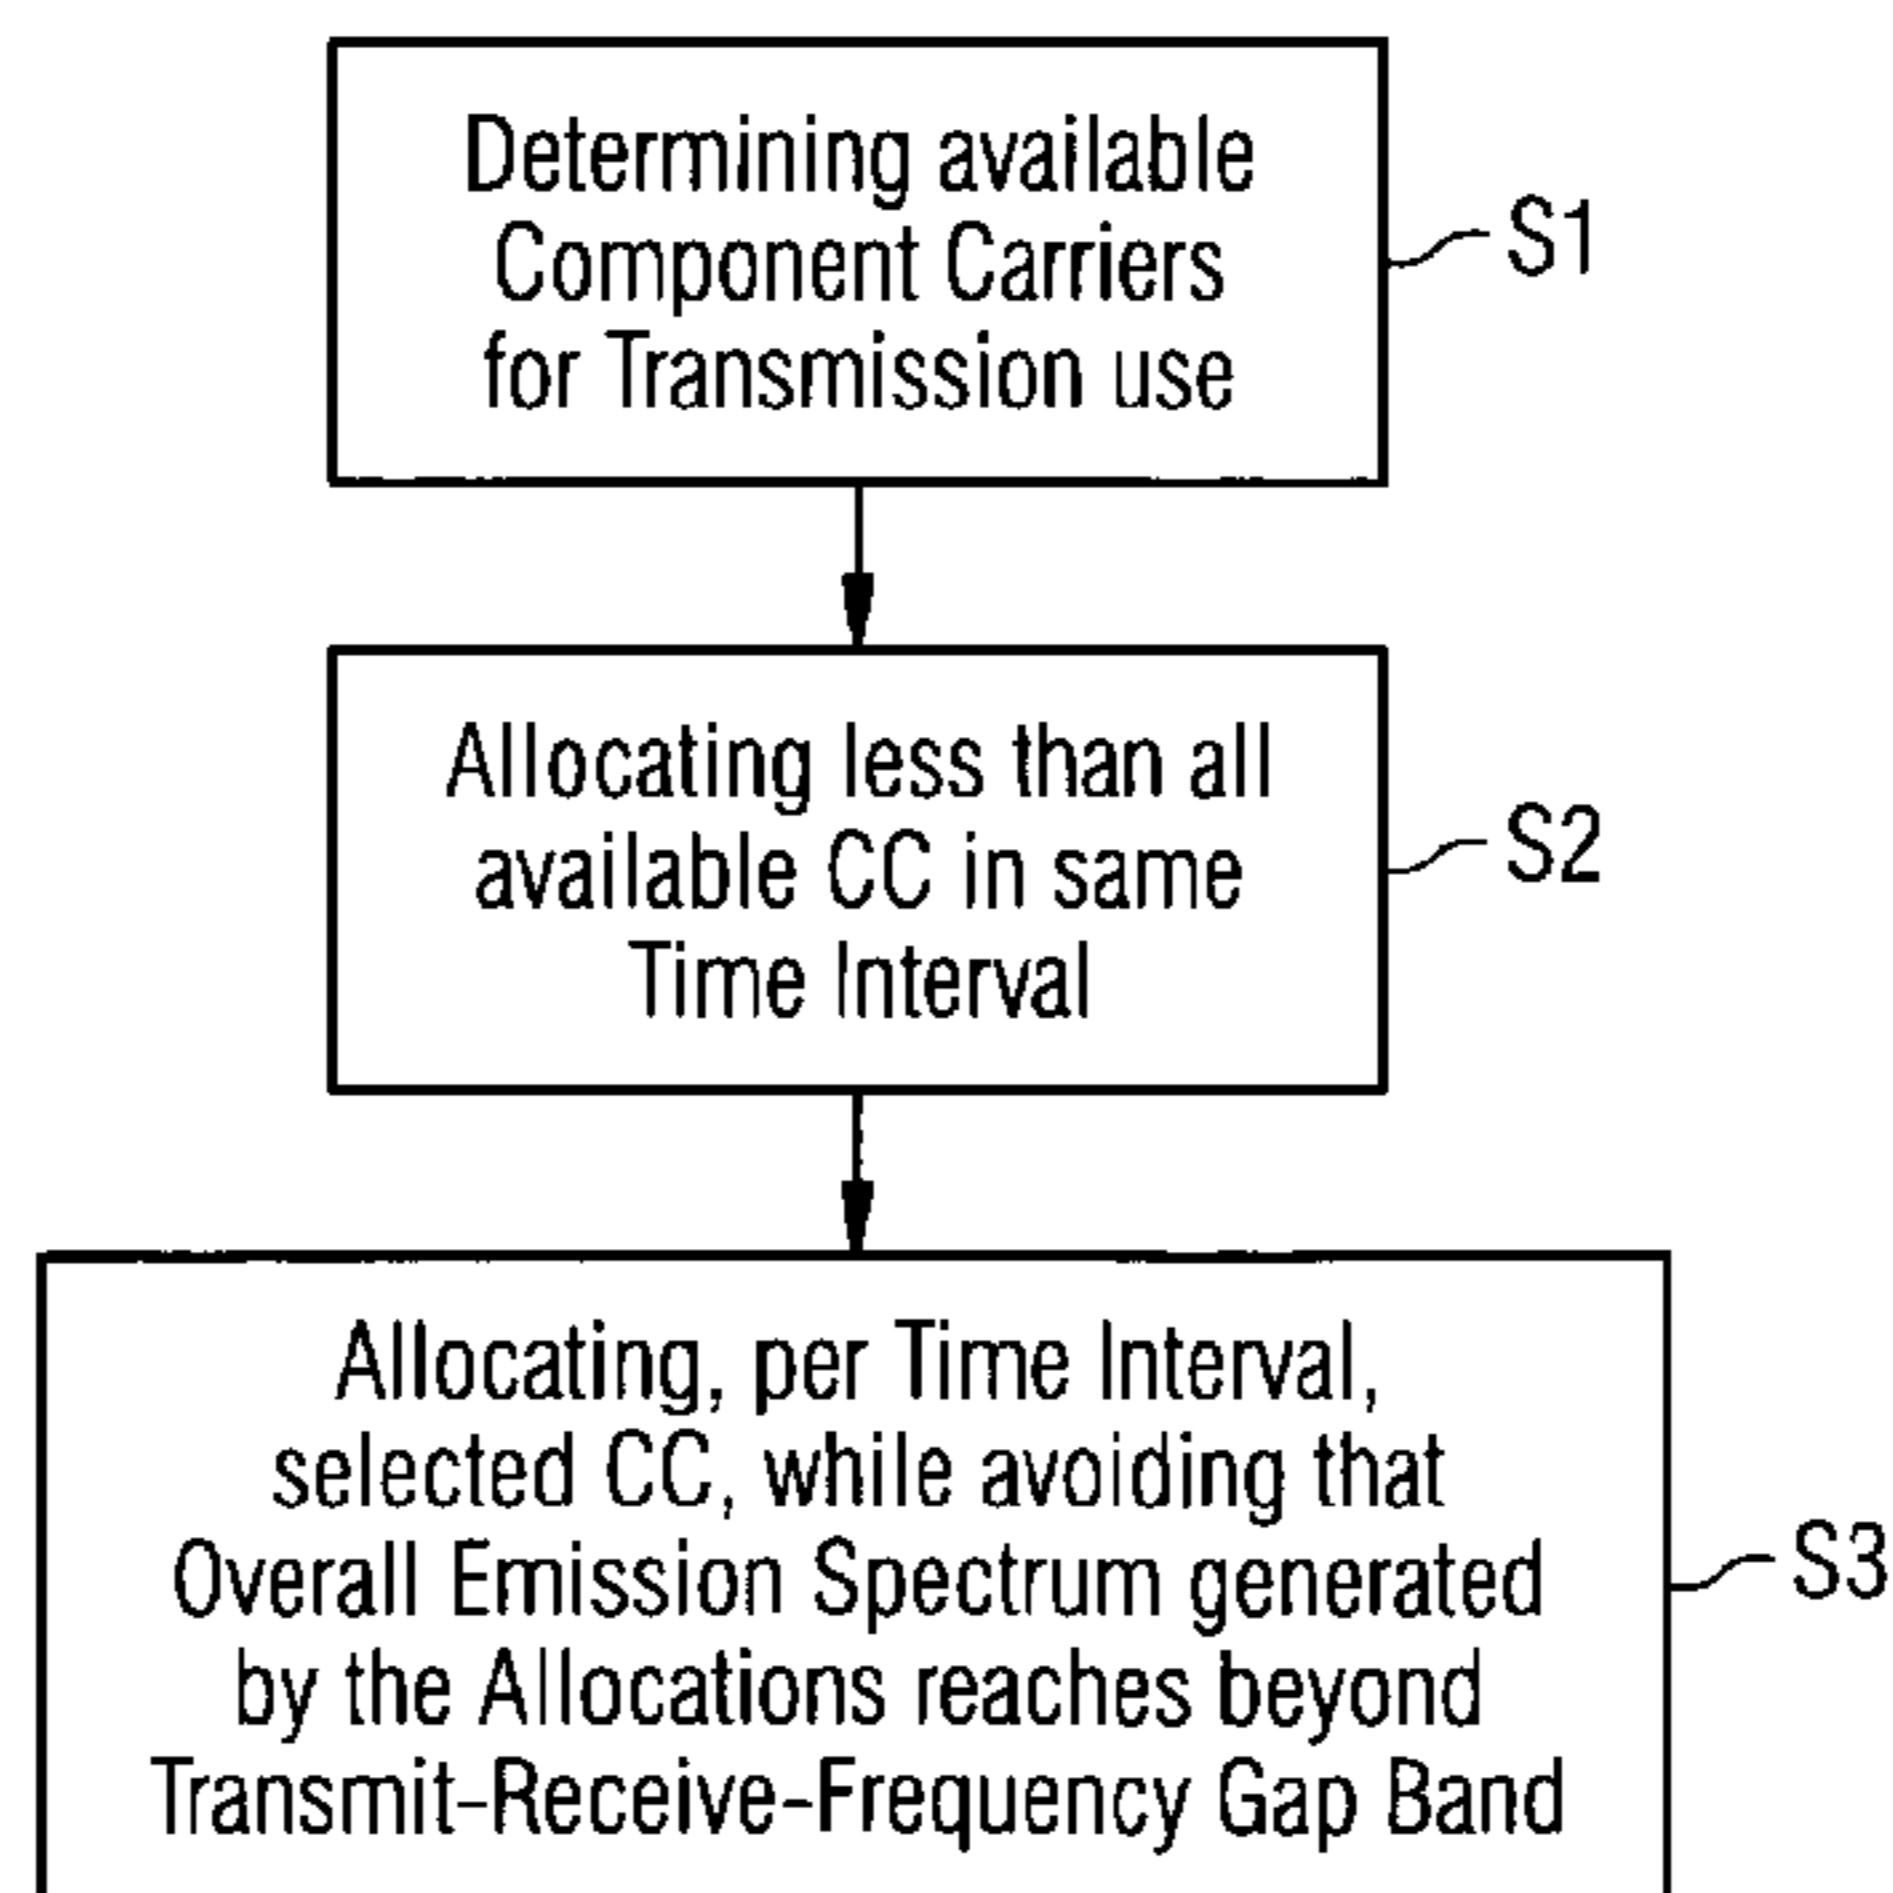 Determining available
Component Carriers
for Transmission use
S1
Allocating less than all
available CC in same
Time Interval
S2
Allocating, per Time Interval,
selected CC, while avoiding that
Overall Emission Spectrum generated
by the Allocations reaches beyond
Transmit-Receive-Frequency Gap Band
S3